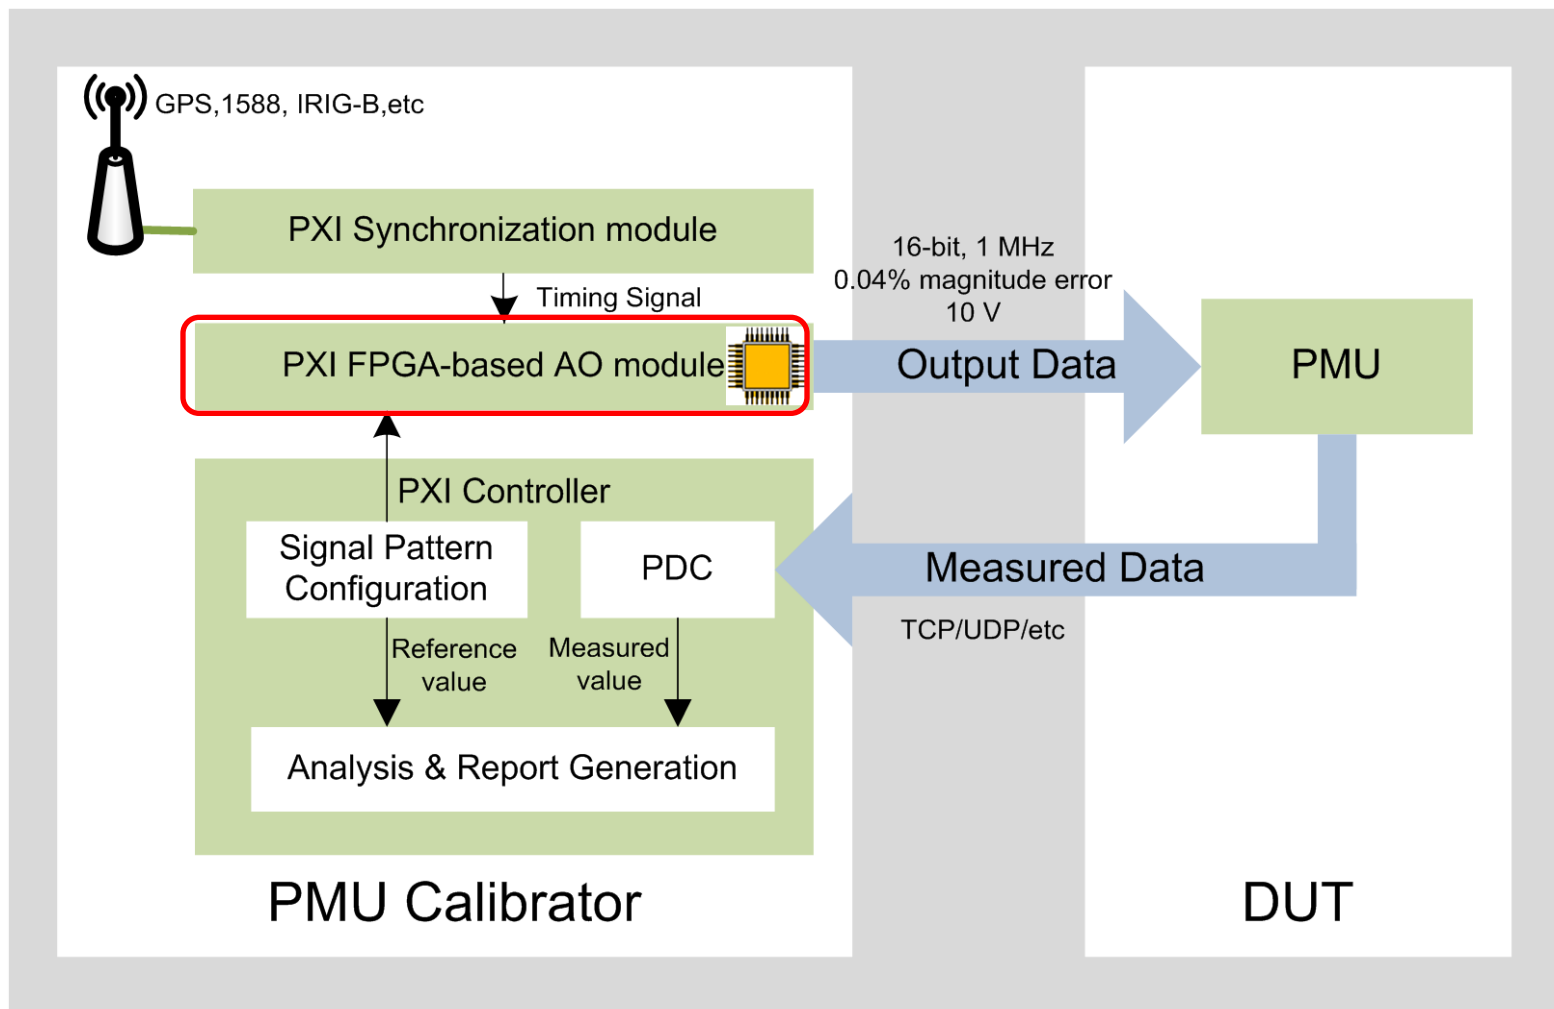 GPS,1588, IRIG-B,etc
PXI Synchronization module
Timing Signal
16-bit, 1 MHz
0.04% magnitude error
10 V
PXI FPGA-based AO module
Output Data
PMU
PXI Controller
Signal Pattern
Configuration
PDC
Measured Data
TCP/UDP/etc
Reference
value
Measured
value
Analysis & Report Generation
PMU Calibrator
DUT